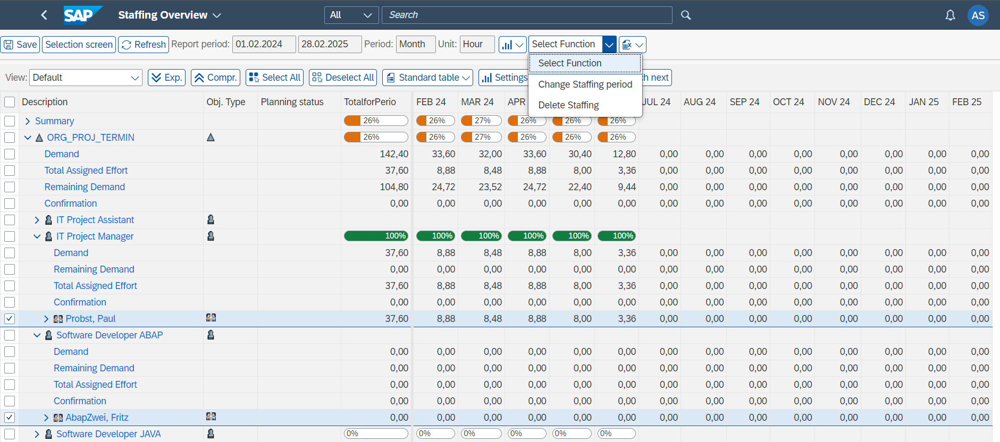 SAP Staffing Overview All Search AS
Save Selection screen Refresh Report period: 01.02.2024 28.02.2025 Period: Month Unit: Hour Select Function
Select Function
Change Staffing period
Delete Staffing
View: Default Exp. Compr. Select All Deselect All Standard table Settings ch next
Description Obj. Type Planning status TotalforPerio FEB 24 MAR 24 APR JUL 24 AUG 24 SEP 24 OCT 24 NOV 24 DEC 24 JAN 25 FEB 25
Summary 26% 26% 27% 26% 26% 26%
ORG_PROJ_TERMIN 26% 26% 27% 26% 26% 26%
Demand 142,40 33,60 32,00 33,60 30,40 12,80 0,00 0,00 0,00 0,00 0,00 0,00 0,00 0,00
Total Assigned Effort 37,60 8,88 8,48 8,88 8,00 3,36 0,00 0,00 0,00 0,00 0,00 0,00 0,00 0,00
Remaining Demand 104,80 24,72 23,52 24,72 22,40 9,44 0,00 0,00 0,00 0,00 0,00 0,00 0,00 0,00
Confirmation 0,00 0,00 0,00 0,00 0,00 0,00 0,00 0,00 0,00 0,00 0,00 0,00 0,00 0,00
IT Project Assistant
IT Project Manager 100% 100% 100% 100% 100% 100%
Demand 37,60 8,88 8,48 8,88 8,00 3,36 0,00 0,00 0,00 0,00 0,00 0,00 0,00 0,00
Remaining Demand 0,00 0,00 0,00 0,00 0,00 0,00 0,00 0,00 0,00 0,00 0,00 0,00 0,00 0,00
Total Assigned Effort 37,60 8,88 8,48 8,88 8,00 3,36 0,00 0,00 0,00 0,00 0,00 0,00 0,00 0,00
Confirmation 0,00 0,00 0,00 0,00 0,00 0,00 0,00 0,00 0,00 0,00 0,00 0,00 0,00 0,00
Probst, Paul 37,60 8,88 8,48 8,88 8,00 3,36 0,00 0,00 0,00 0,00 0,00 0,00 0,00 0,00
Software Developer ABAP
Demand 0,00 0,00 0,00 0,00 0,00 0,00 0,00 0,00 0,00 0,00 0,00 0,00 0,00 0,00
Remaining Demand 0,00 0,00 0,00 0,00 0,00 0,00 0,00 0,00 0,00 0,00 0,00 0,00 0,00 0,00
Total Assigned Effort 0,00 0,00 0,00 0,00 0,00 0,00 0,00 0,00 0,00 0,00 0,00 0,00 0,00 0,00
Confirmation 0,00 0,00 0,00 0,00 0,00 0,00 0,00 0,00 0,00 0,00 0,00 0,00 0,00 0,00
AbapZwei, Fritz 0,00 0,00 0,00 0,00 0,00 0,00 0,00 0,00 0,00 0,00 0,00 0,00 0,00 0,00
Software Developer JAVA 0% 0% 0% 0% 0% 0%